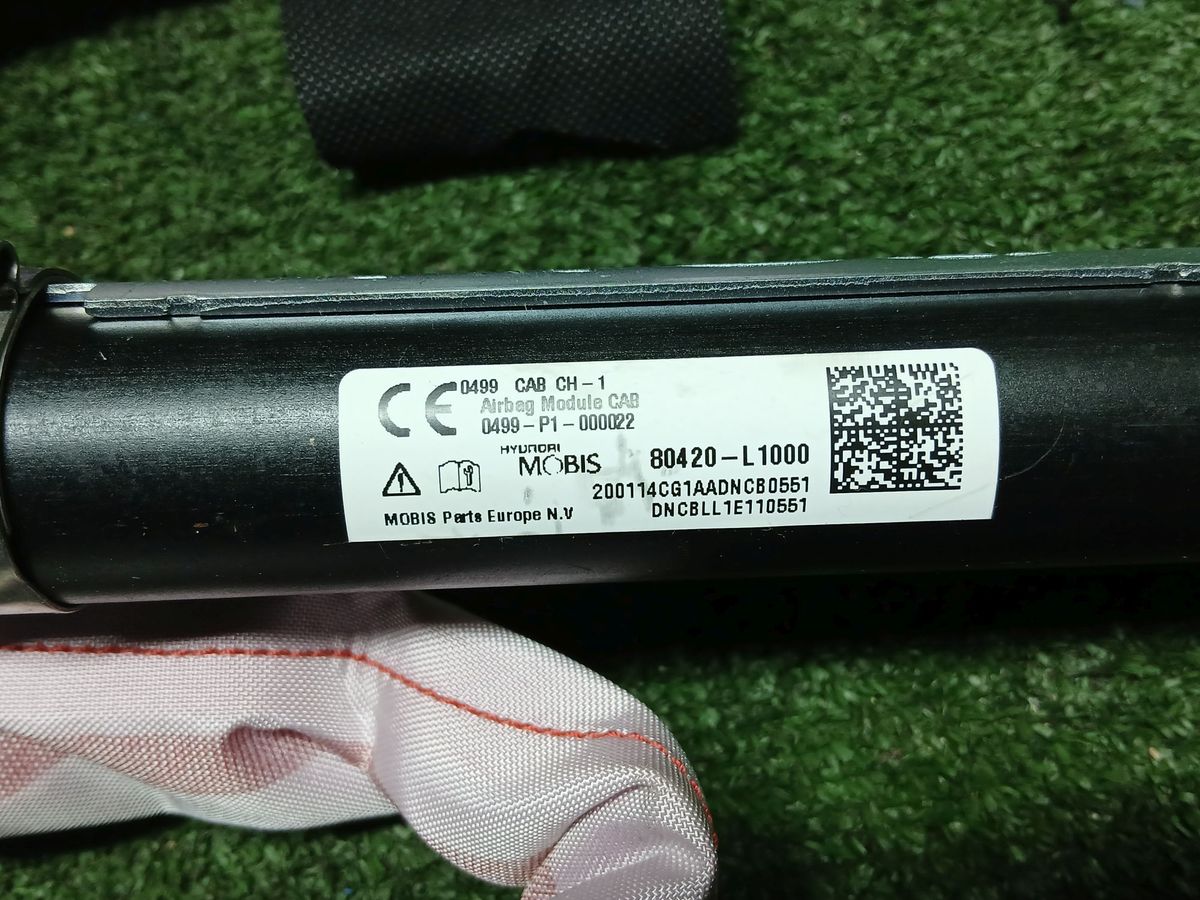 CE 0499 CAB CH-1
Airbag Module CAB
0499-P1-000022
HYUNDAI
MOBIS
80420-L1000
200114CG1AADNCB0551
MOBIS Parts Europe N.V
DNCBLL1E110551